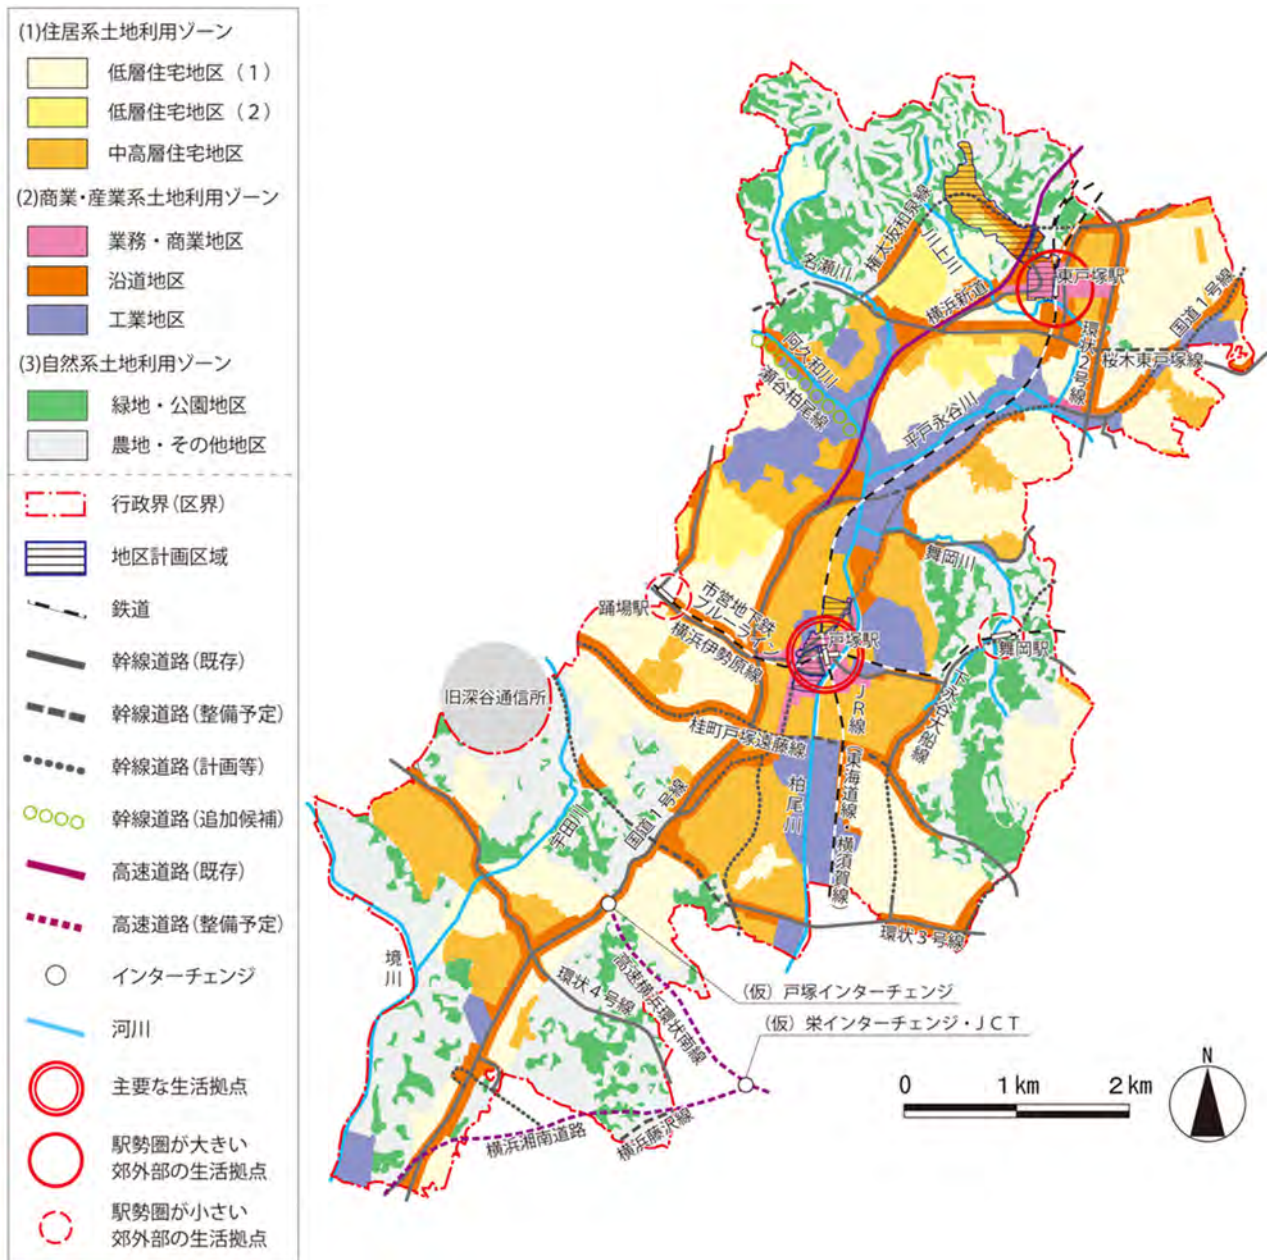 (1)住居系土地利用ゾーン
低層住宅地区(1)
低層住宅地区(2)
中高層住宅地区
(2)商業・産業系土地利用ゾーン
業務・商業地区
沿道地区
工業地区
(3)自然系土地利用ゾーン
緑地・公園地区
農地・その他地区
行政界(区界)
地区計画区域
鉄道
幹線道路(既存)
幹線道路(整備予定)
幹線道路(計画等)
幹線道路(追加候補)
高速道路(既存)
高速道路(整備予定)
インターチェンジ
河川
主要な生活拠点
駅勢圏が大きい
郊外部の生活拠点
駅勢圏が小さい
郊外部の生活拠点
権太坂和泉線
川上川
名瀬川
横浜新道
東戸塚駅
国道1号線
環状2号線
桜木東戸塚線
阿久和川
瀬谷柏尾線
平戸永谷川
舞岡川
踊場駅
市営地下鉄
ブルーライン
横浜伊勢原線
戸塚駅
舞岡駅
旧深谷通信所
下永谷大船線
JR線(東海道線・横須賀線)
桂町戸塚遠藤線
柏尾川
宇田川
国道1号線
環状3号線
境川
環状4号線
高速横浜環状南線
(仮)戸塚インターチェンジ
(仮)栄インターチェンジ・JCT
横浜湘南道路
横浜藤沢線
0 1km 2km
N